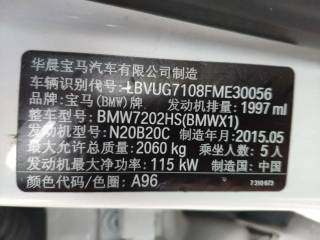 华晨宝马汽车有限公司制造
车辆识别代号: LBVUG7108FME30056
品牌: 宝马(BMW)牌 发动机排量: 1997 ml
整车型号: BMW7202HS(BMWX1)
发动机型号: N20B20C 制造年月: 2015.05
最大允许总质量: 2060 kg 乘坐人数: 5人
发动机最大净功率: 115 kW 制造国: 中国
颜色代码/颜色: A96